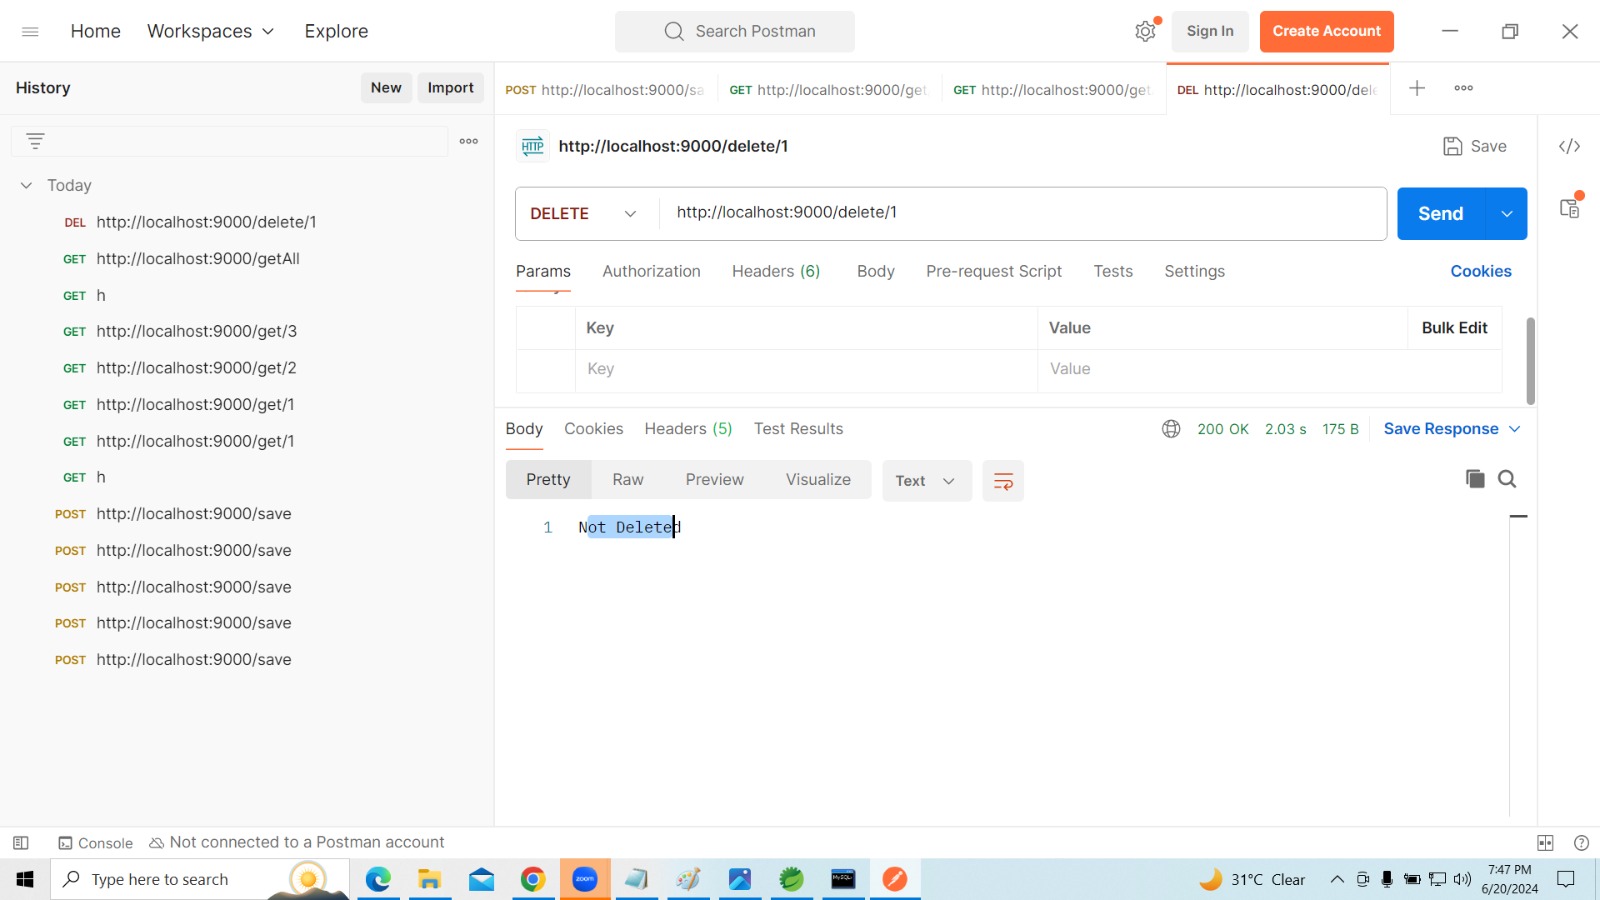 Home
Workspaces
Explore
Search Postman
Sign In
Create Account
History
New
Import
POST http://localhost:9000/sa
GET http://localhost:9000/get
GET http://localhost:9000/get
DEL http://localhost:9000/dele
HTTP http://localhost:9000/delete/1
Save
Today
DELETE
http://localhost:9000/delete/1
Send
DEL http://localhost:9000/delete/1
GET http://localhost:9000/getAll
GET h
GET http://localhost:9000/get/3
GET http://localhost:9000/get/2
GET http://localhost:9000/get/1
GET http://localhost:9000/get/1
GET h
POST http://localhost:9000/save
POST http://localhost:9000/save
POST http://localhost:9000/save
POST http://localhost:9000/save
POST http://localhost:9000/save
Params Authorization Headers (6) Body Pre-request Script Tests Settings Cookies
Key Value Bulk Edit
Key Value
Body Cookies Headers (5) Test Results 200 OK 2.03 s 175 B Save Response
Pretty Raw Preview Visualize Text
1 Not Deleted
Console Not connected to a Postman account
Type here to search
zoom
MySQL
31°C Clear
7:47 PM
6/20/2024